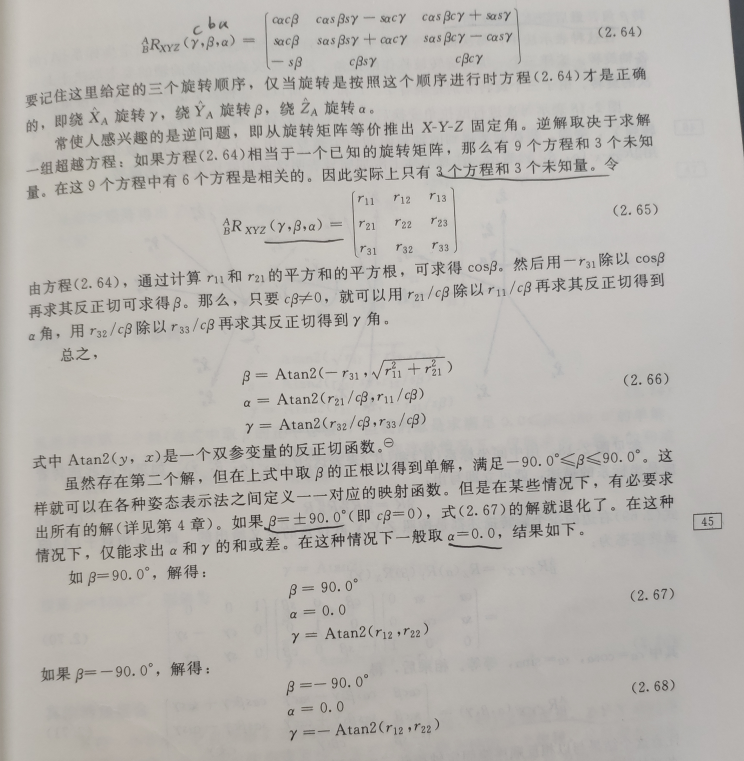 c b a
A_B R_XYZ(γ,β,α) = [cαcβ cαsβsγ − sαcγ cαsβcγ + sαsγ
sαcβ sαsβsγ + cαcγ sαsβcγ − cαsγ
− sβ cβsγ cβcγ] (2.64)
要记住这里给定的三个旋转顺序，仅当旋转是按照这个顺序进行时方程(2.64)才是正确
的，即绕 X̂_A 旋转 γ，绕 Ŷ_A 旋转 β，绕 Ẑ_A 旋转 α。
常使人感兴趣的是逆问题，即从旋转矩阵等价推出 X-Y-Z 固定角。逆解取决于求解
一组超越方程：如果方程(2.64)相当于一个已知的旋转矩阵，那么有 9 个方程和 3 个未知
量。在这 9 个方程中有 6 个方程是相关的。因此实际上只有 3 个方程和 3 个未知量。令
A_B R_XYZ(γ,β,α) = [r11 r12 r13
r21 r22 r23
r31 r32 r33] (2.65)
由方程(2.64)，通过计算 r11 和 r21 的平方和的平方根，可求得 cosβ。然后用 −r31 除以 cosβ
再求其反正切可求得 β。那么，只要 cβ≠0，就可以用 r21/cβ 除以 r11/cβ 再求其反正切得到
α 角，用 r32/cβ 除以 r33/cβ 再求其反正切得到 γ 角。
总之，
β = Atan2(− r31, √(r11² + r21²))
α = Atan2(r21/cβ, r11/cβ) (2.66)
γ = Atan2(r32/cβ, r33/cβ)
式中 Atan2(y, x)是一个双参变量的反正切函数。⊖
虽然存在第二个解，但在上式中取 β 的正根以得到单解，满足−90.0°≤β≤90.0°。这
样就可以在各种姿态表示法之间定义一一对应的映射函数。但是在某些情况下，有必要求
出所有的解(详见第 4 章)。如果 β=±90.0°(即 cβ=0)，式(2.67)的解就退化了。在这种
情况下，仅能求出 α 和 γ 的和或差。在这种情况下一般取 α=0.0，结果如下。
45
如 β=90.0°，解得：
β = 90.0°
α = 0.0 (2.67)
γ = Atan2(r12, r22)
如果 β=−90.0°，解得：
β =− 90.0°
α = 0.0 (2.68)
γ =− Atan2(r12, r22)